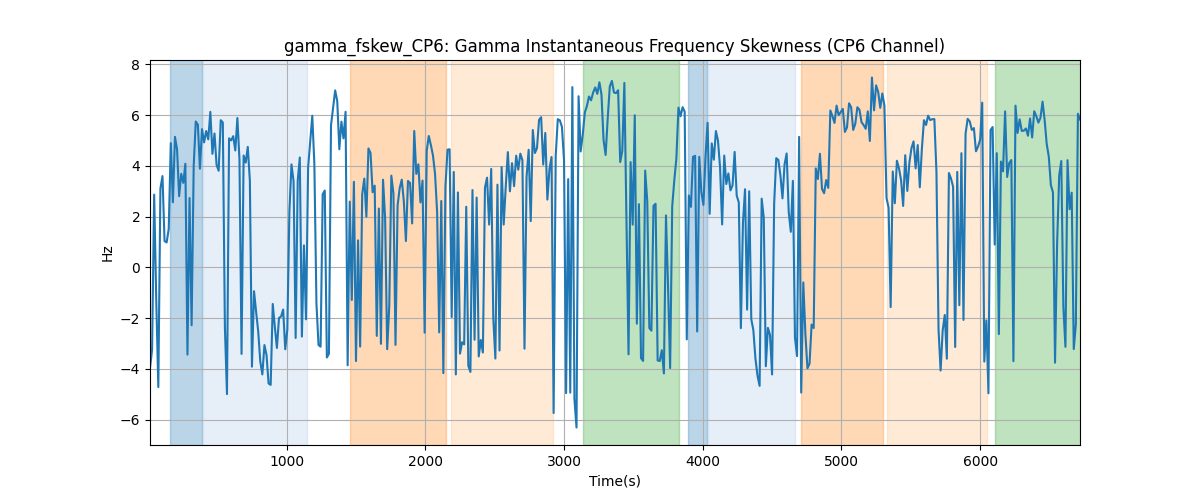 gamma_fskew_CP6: Gamma Instantaneous Frequency Skewness (CP6 Channel)
8
6
4
2
0
−2
−4
−6
Hz
1000 2000 3000 4000 5000 6000
Time(s)